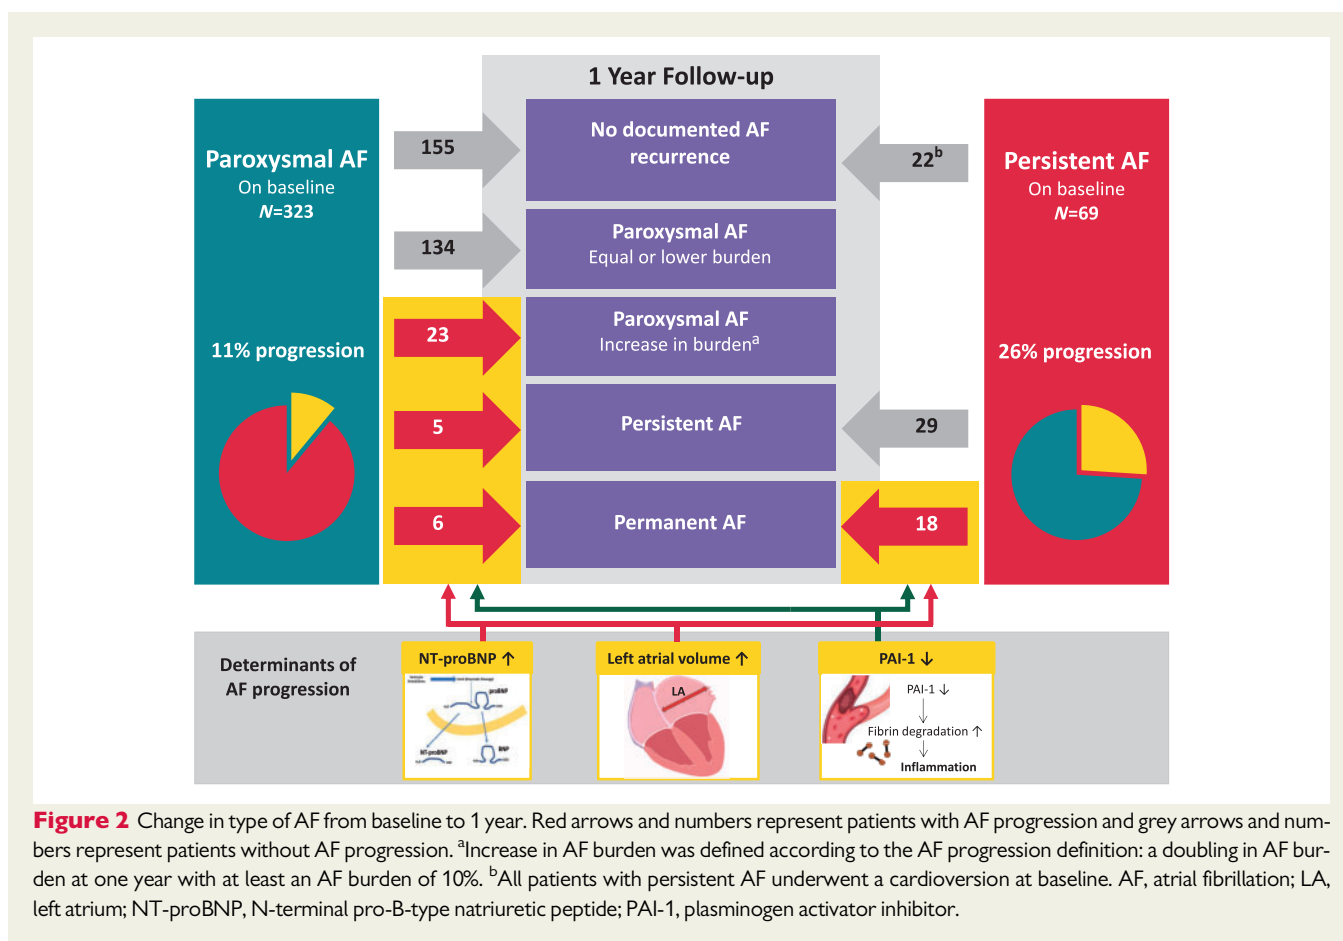 1 Year Follow-up
Paroxysmal AF
On baseline
N=323
11% progression
155
134
23
5
6
No documented AF
recurrence
Paroxysmal AF
Equal or lower burden
Paroxysmal AF
Increase in burdenᵃ
Persistent AF
Permanent AF
22ᵇ
29
18
Persistent AF
On baseline
N=69
26% progression
Determinants of
AF progression
NT-proBNP ↑
proBNP
NT-proBNP
BNP
Left atrial volume ↑
LA
PAI-1 ↓
PAI-1 ↓
Fibrin degradation ↑
Inflammation
Figure 2 Change in type of AF from baseline to 1 year. Red arrows and numbers represent patients with AF progression and grey arrows and num-
bers represent patients without AF progression. ᵃIncrease in AF burden was defined according to the AF progression definition: a doubling in AF bur-
den at one year with at least an AF burden of 10%. ᵇAll patients with persistent AF underwent a cardioversion at baseline. AF, atrial fibrillation; LA,
left atrium; NT-proBNP, N-terminal pro-B-type natriuretic peptide; PAI-1, plasminogen activator inhibitor.